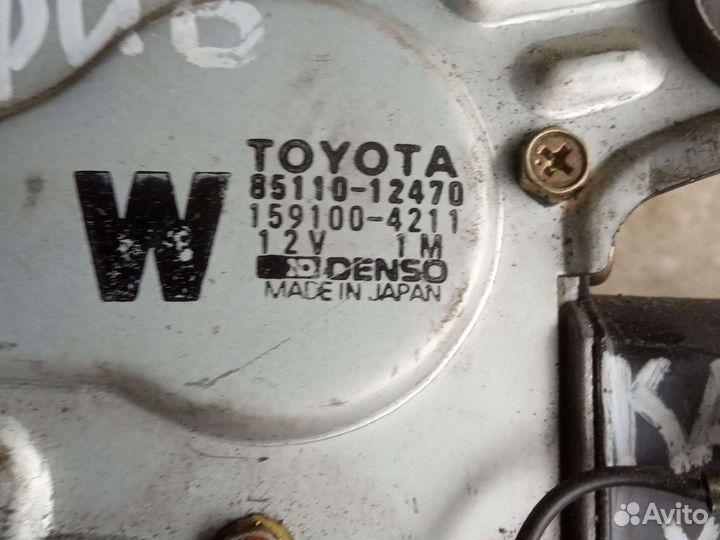 TOYOTA
85110-12470
W
159100-4211
12V 1M
DENSO
MADE IN JAPAN
Avito